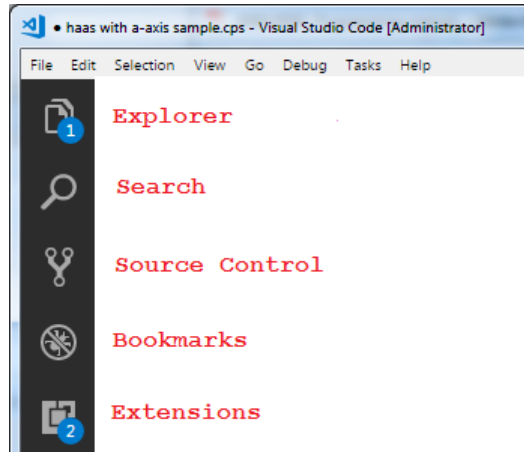 ● haas with a-axis sample.cps - Visual Studio Code [Administrator]
File Edit Selection View Go Debug Tasks Help
1 Explorer
Search
Source Control
Bookmarks
Extensions
2